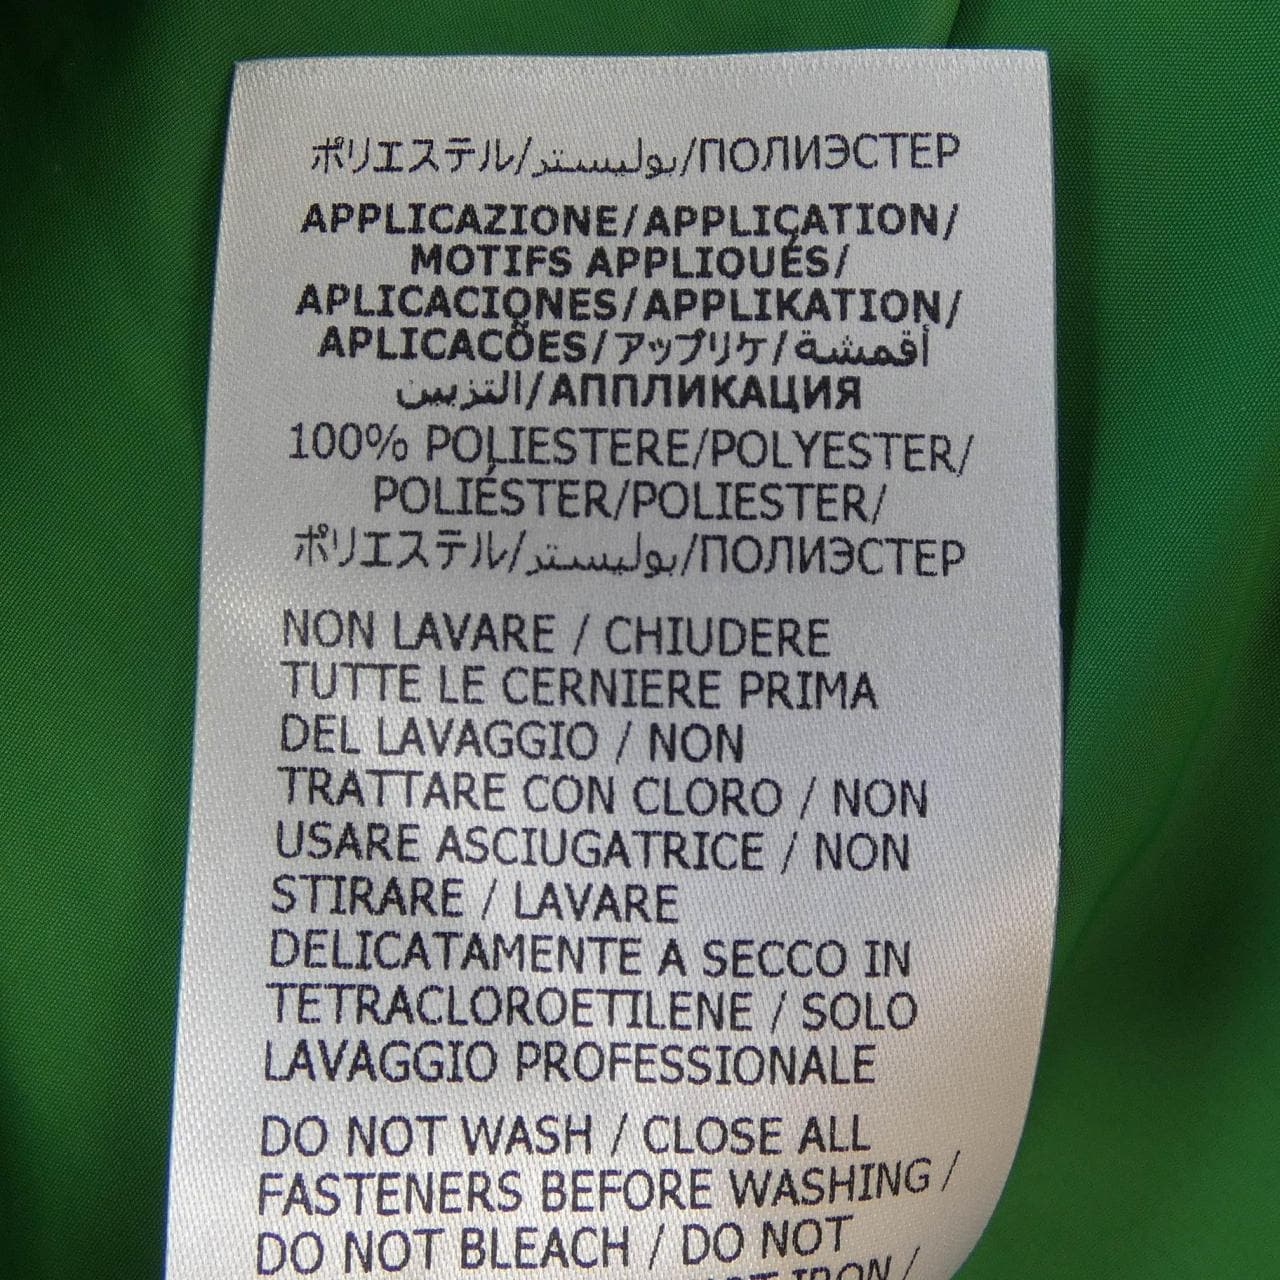 ポリエステル/بوليستر/ПОЛИЭСТЕР
APPLICAZIONE/APPLICATION/
MOTIFS APPLIQUÉS/
APLICACIONES/APPLIKATION/
APLICACÕES/アップリケ/أقمشة
التزيين/АППЛИКАЦИЯ
100% POLIESTERE/POLYESTER/
POLIÉSTER/POLIESTER/
ポリエステル/بوليستر/ПОЛИЭСТЕР
NON LAVARE / CHIUDERE
TUTTE LE CERNIERE PRIMA
DEL LAVAGGIO / NON
TRATTARE CON CLORO / NON
USARE ASCIUGATRICE / NON
STIRARE / LAVARE
DELICATAMENTE A SECCO IN
TETRACLOROETILENE / SOLO
LAVAGGIO PROFESSIONALE
DO NOT WASH / CLOSE ALL
FASTENERS BEFORE WASHING /
DO NOT BLEACH / DO NOT
IRON /